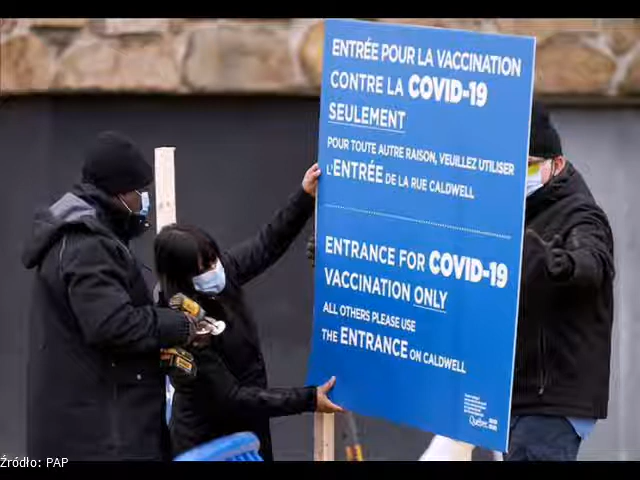 ENTRÉE POUR LA VACCINATION
CONTRE LA COVID-19
SEULEMENT
POUR TOUTE AUTRE RAISON, VEUILLEZ UTILISER
L'ENTRÉE DE LA RUE CALDWELL
ENTRANCE FOR COVID-19
VACCINATION ONLY
ALL OTHERS PLEASE USE
THE ENTRANCE ON CALDWELL
Québec
Źródło: PAP